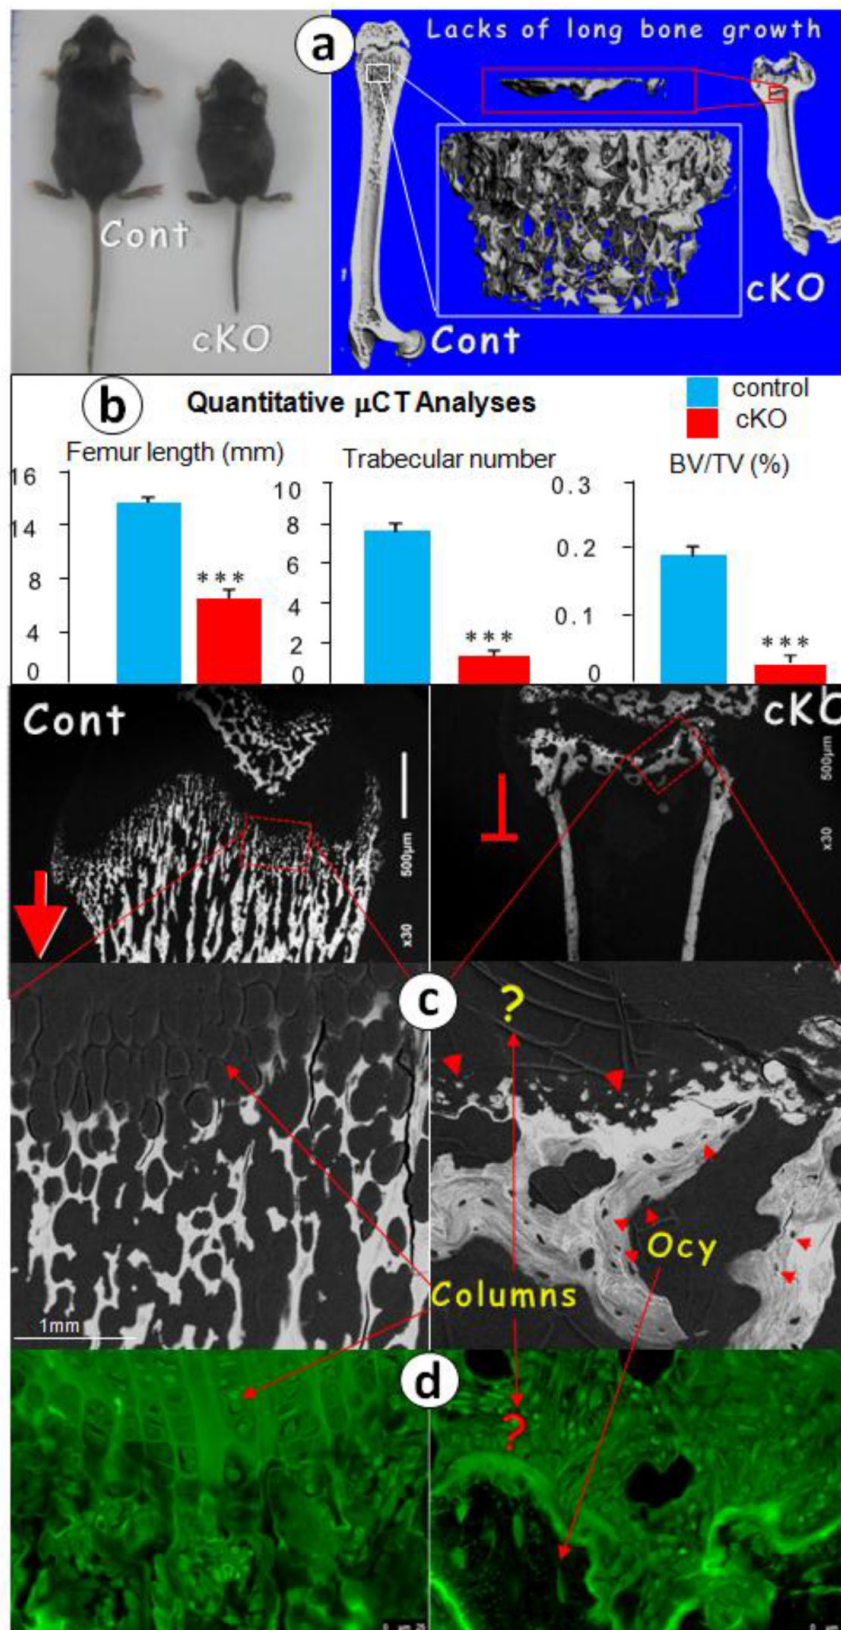 a
Lacks of long bone growth
Cont
cKO
Cont
cKO
b
Quantitative μCT Analyses
control
cKO
Femur length (mm)
Trabecular number
BV/TV (%)
16
14
8
4
0
10
8
6
4
2
0
0.3
0.2
0.1
0
***
***
***
Cont
500μm
x30
cKO
500μm
x30
c
?
Ocy
Columns
1mm
d
?